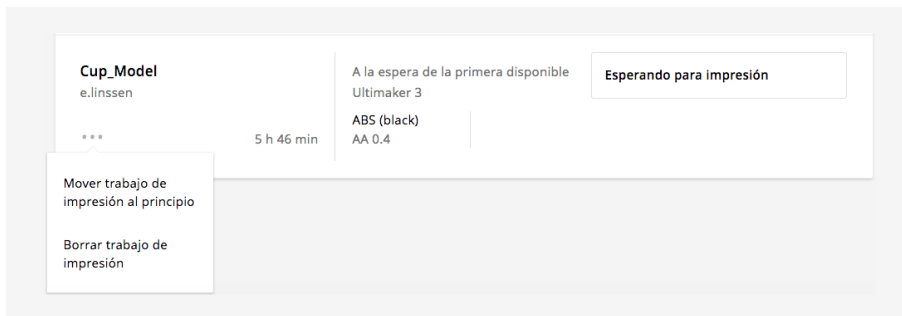 Cup_Model
e.linssen
5 h 46 min
A la espera de la primera disponible
Ultimaker 3
ABS (black)
AA 0.4
Esperando para impresión
Mover trabajo de
impresión al principio
Borrar trabajo de
impresión